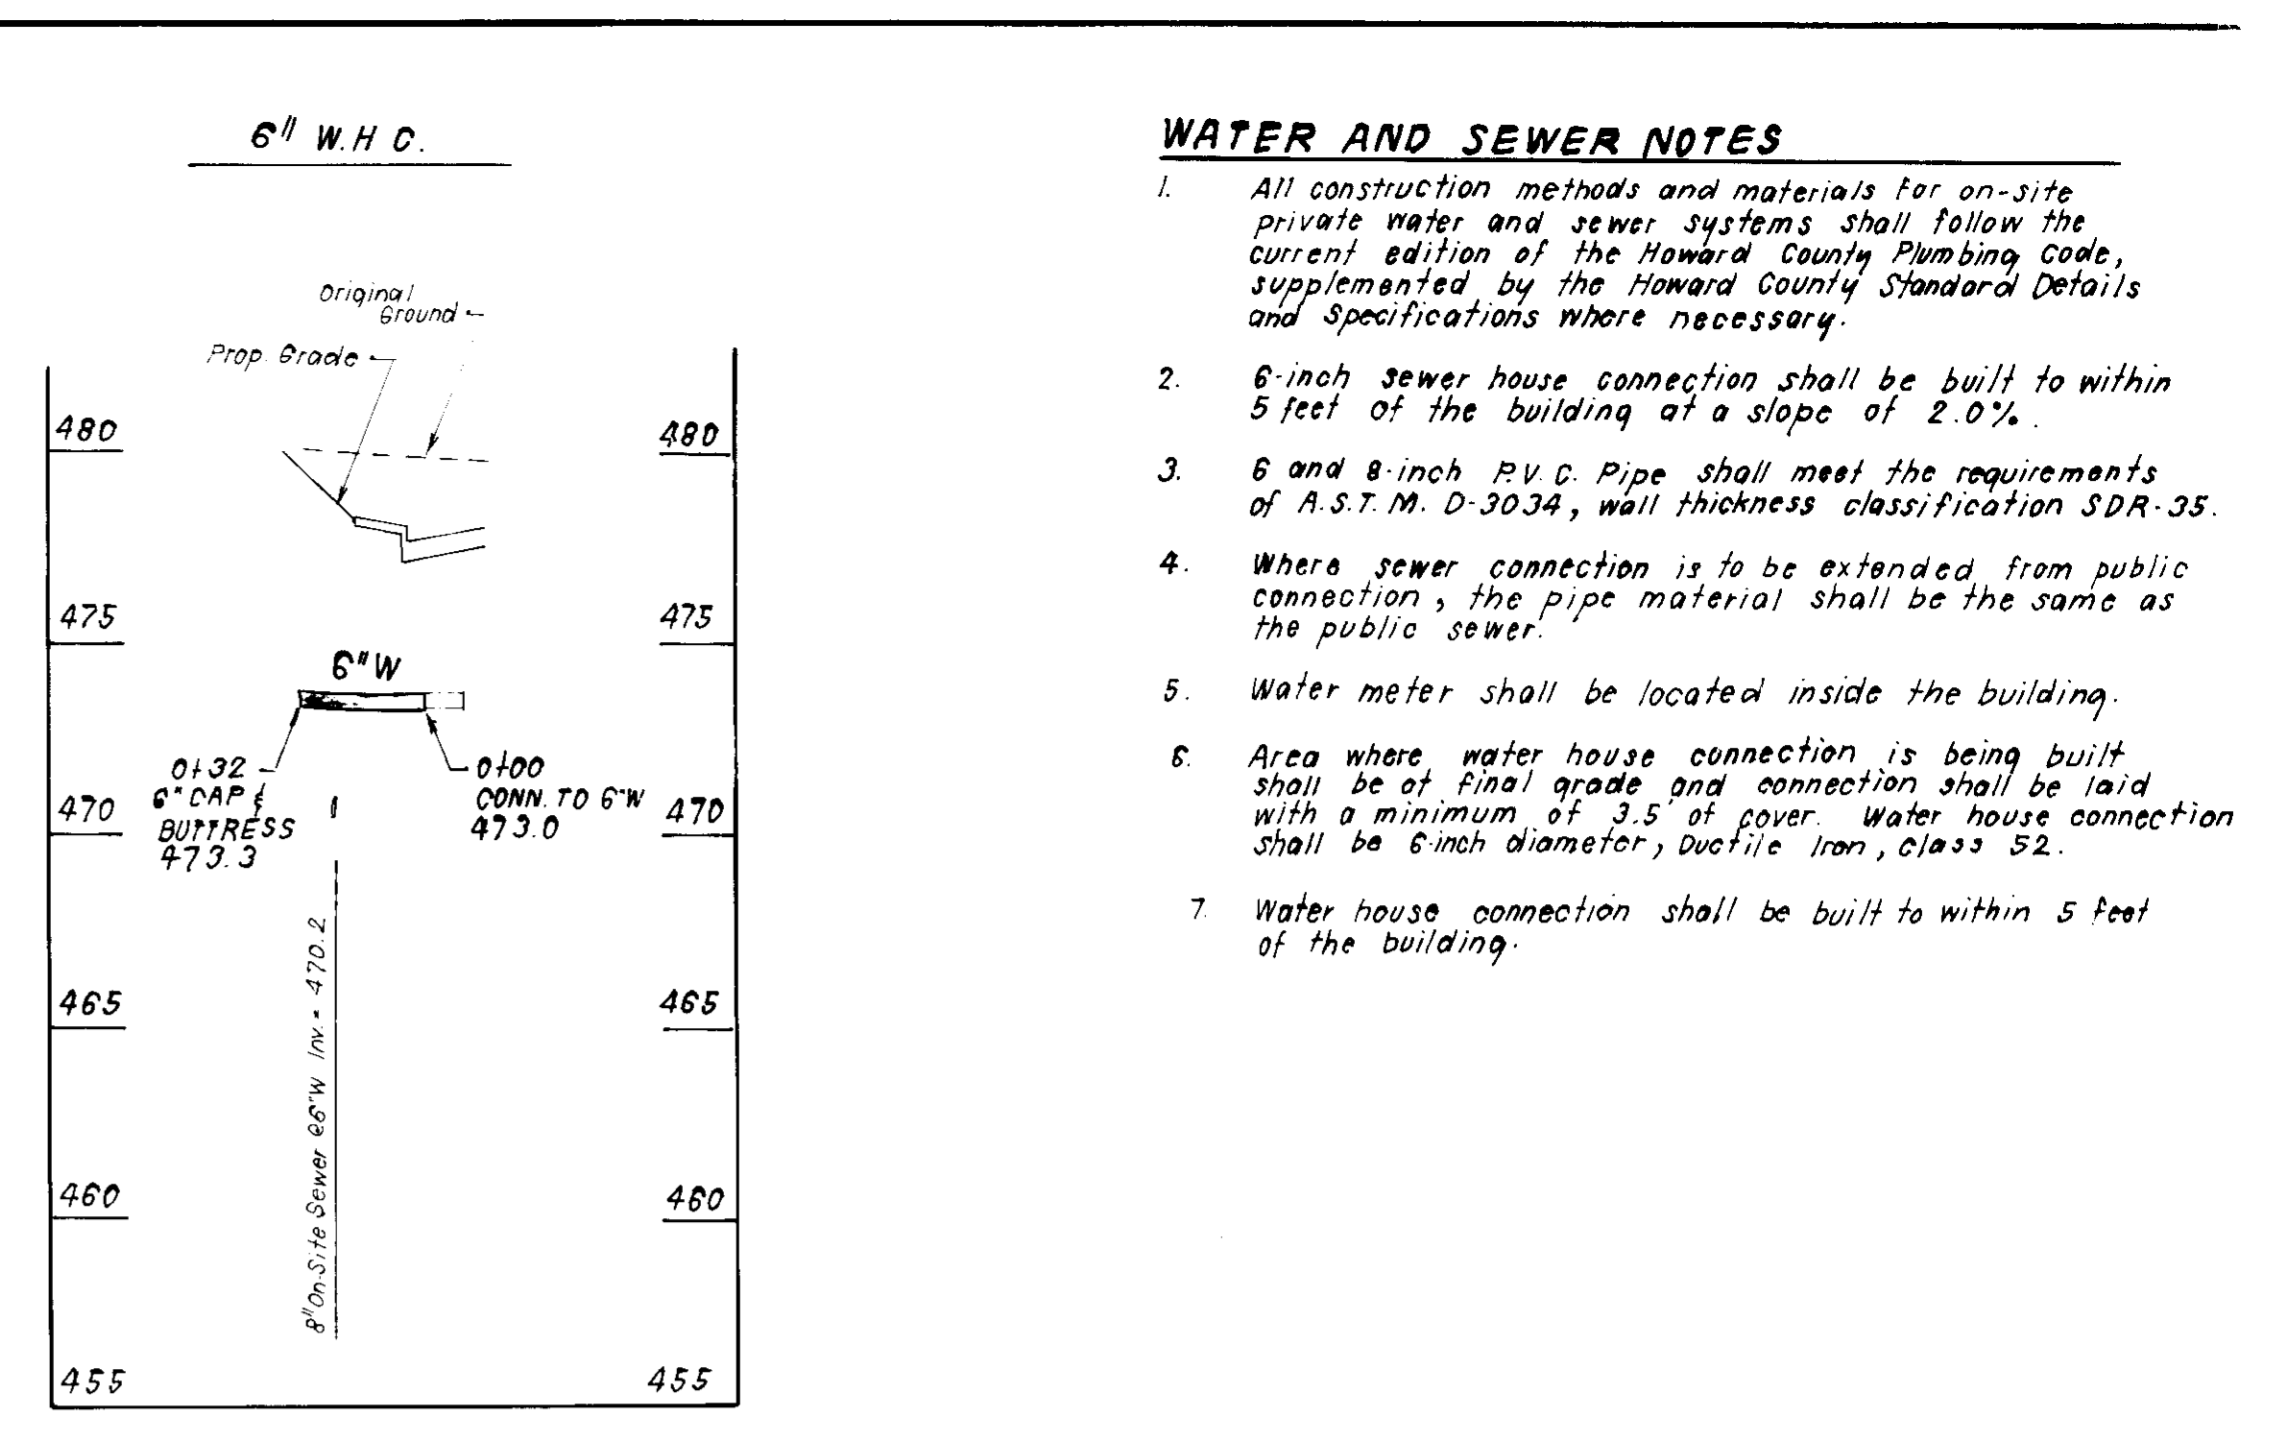 6" W.H C.
Original
Ground
Prop. Grade
480
480
475
475
6"W
0+32
6" CAP &
BUTTRESS
473.3
0+00
CONN. TO 6"W
473.0
470
470
8" On-Site Sewer @6"W Inv. = 470.2
465
465
460
460
455
455
WATER AND SEWER NOTES
1. All construction methods and materials for on-site
private water and sewer systems shall follow the
current edition of the Howard County Plumbing Code,
supplemented by the Howard County Standard Details
and Specifications where necessary.
2. 6-inch sewer house connection shall be built to within
5 feet of the building at a slope of 2.0%.
3. 6 and 8-inch P.V.C. Pipe shall meet the requirements
of A.S.T.M. D-3034, wall thickness classification SDR-35.
4. Where sewer connection is to be extended from public
connection, the pipe material shall be the same as
the public sewer.
5. Water meter shall be located inside the building.
6. Area where water house connection is being built
shall be at final grade and connection shall be laid
with a minimum of 3.5' of cover. Water house connection
shall be 6-inch diameter, Ductile Iron, Class 52.
7. Water house connection shall be built to within 5 feet
of the building.